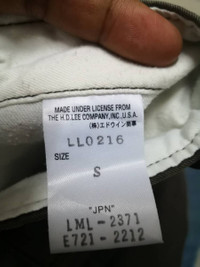 MADE UNDER LICENSE FROM
THE H.D.LEE COMPANY,INC.U.S.A.
(株)エドウイン商事
LL0216
SIZE
S
"JPN"
LML-2371
E721-2212